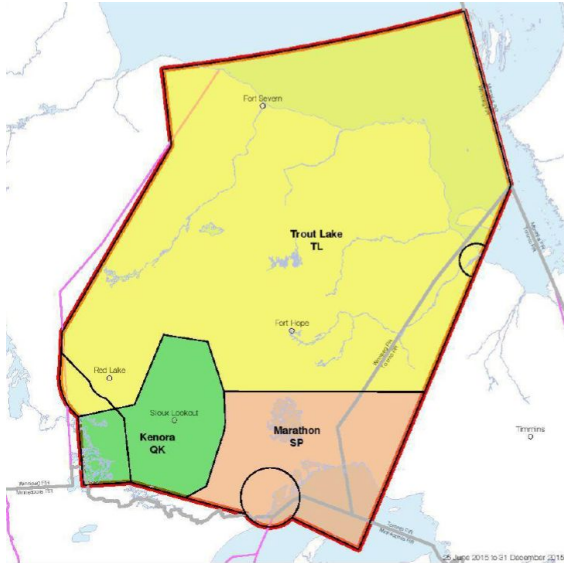 Fort Severn
Trout Lake
TL
Fort Hope
Red Lake
Sioux Lookout
Kenora
QK
Marathon
SP
Timmins
25 June 2015 to 31 December 2015